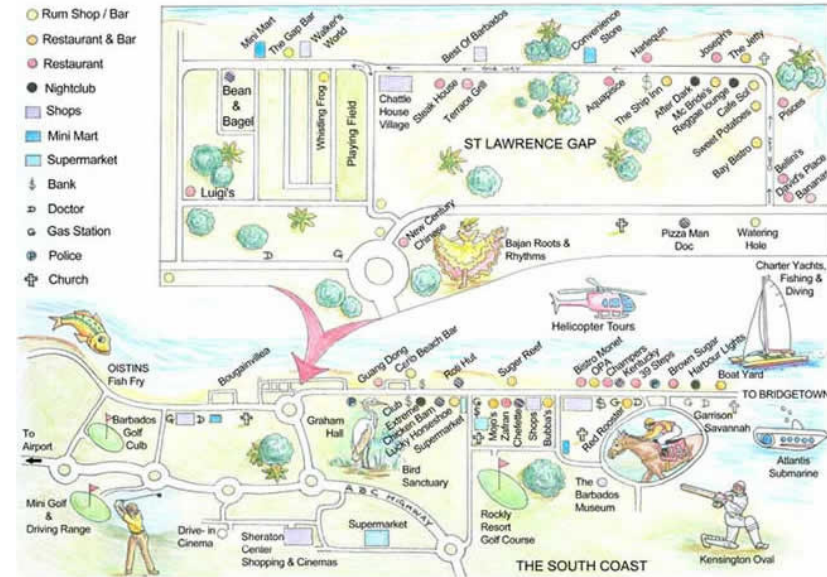 Rum Shop / Bar
Restaurant & Bar
Restaurant
Nightclub
Shops
Mini Mart
Supermarket
Bank
Doctor
Gas Station
Police
Church
Mini Mart
The Gap Bar
Walker's
World
Best Of Barbados
Convenience
Store
Harlequin
Joseph's
The Jetty
ONE WAY
Bean
&
Bagel
Whistling Frog
Playing Field
Chattle
House
Village
Steak House
Terrace Grill
Aquaspice
The Ship Inn
After Dark
Mc Bride's
Reggae lounge
Cafe Sol
Sweet Potatoes
Bay Bistro
Pisces
Bellini's
David's Place
Bananas
ST LAWRENCE GAP
Luigi's
D
G
New Century
Chinese
Bajan Roots &
Rhythms
Pizza Man
Doc
Watering
Hole
Charter Yachts,
Fishing &
Diving
Helicopter Tours
OISTINS
Fish Fry
Bougainvillea
Guang Dong
Carib Beach Bar
Roti Hut
Suger Reef
Bistro Monet
OPA
Champers
Kentucky
39 Steps
Brown Sugar
Harbour Lights
Boat Yard
TO BRIDGETOWN
To
Airport
Barbados
Golf
Culb
G
D
Graham
Hall
Club
Extreme
Chicken Barn
Lucky Horseshoe
Supermarket
Bird
Sanctuary
Mojo's
Zafran
Chefette
Shops
Bubba's
G
D
D
Red Rooster
Garrison
Savannah
Atlantis
Submarine
Mini Golf
&
Driving Range
Drive- in
Cinema
Sheraton
Center
Shopping & Cinemas
Supermarket
A B C HIGHWAY
Rockly
Resort
Golf Course
The
Barbados
Museum
Kensington Oval
THE SOUTH COAST